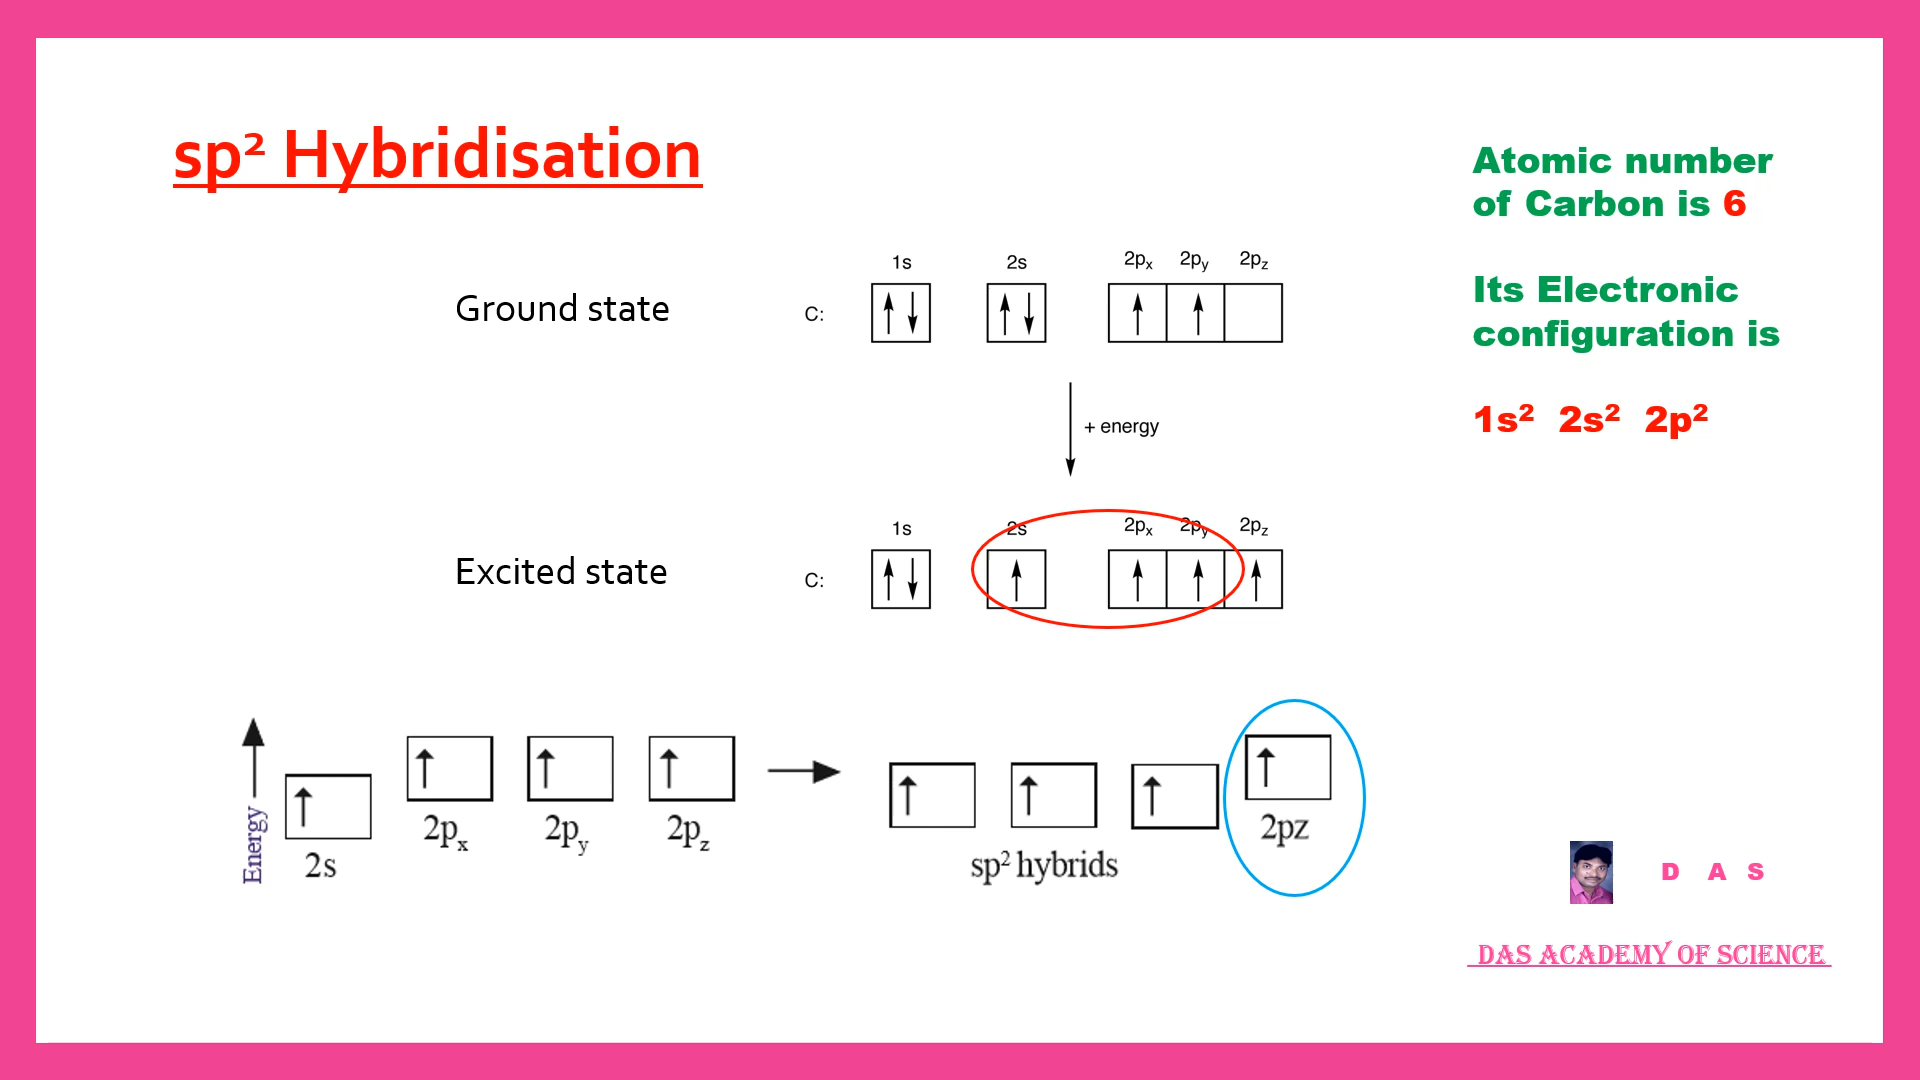 sp² Hybridisation
Atomic number
of Carbon is 6
Its Electronic
configuration is
1s² 2s² 2p²
1s 2s 2pₓ 2pᵧ 2p_z
Ground state C:
+ energy
1s 2s 2pₓ 2pᵧ 2p_z
Excited state C:
Energy
2s 2pₓ 2pᵧ 2p_z
sp² hybrids 2pz
D A S
DAS ACADEMY OF SCIENCE